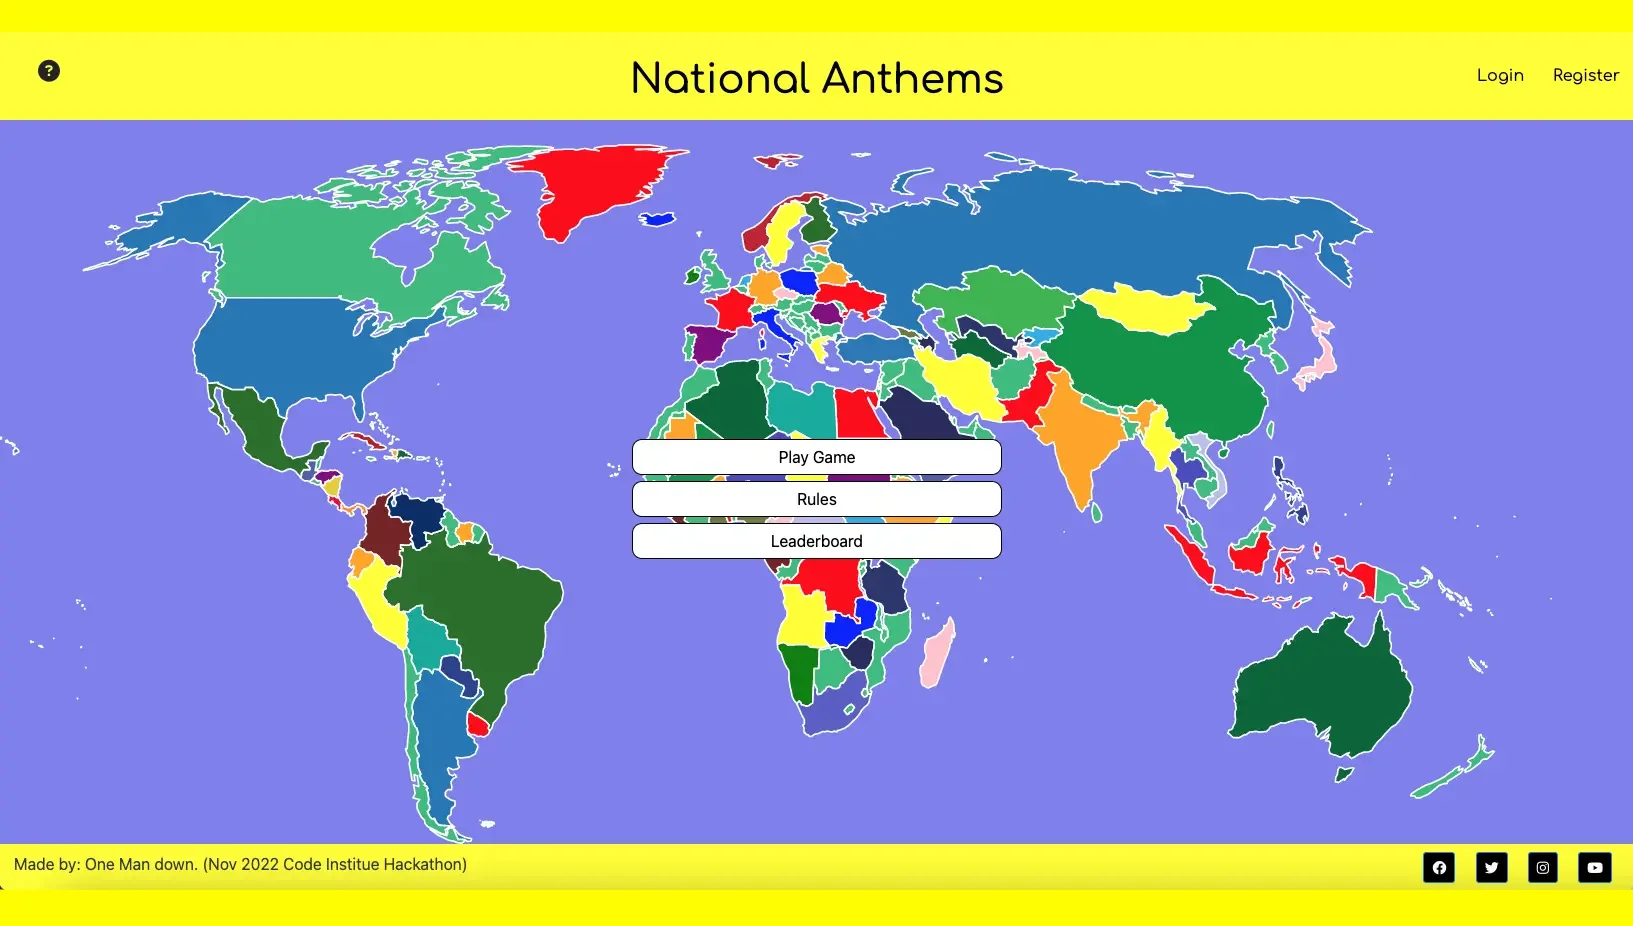 ?
National Anthems
Login
Register
Play Game
Rules
Leaderboard
Made by: One Man down. (Nov 2022 Code Institue Hackathon)